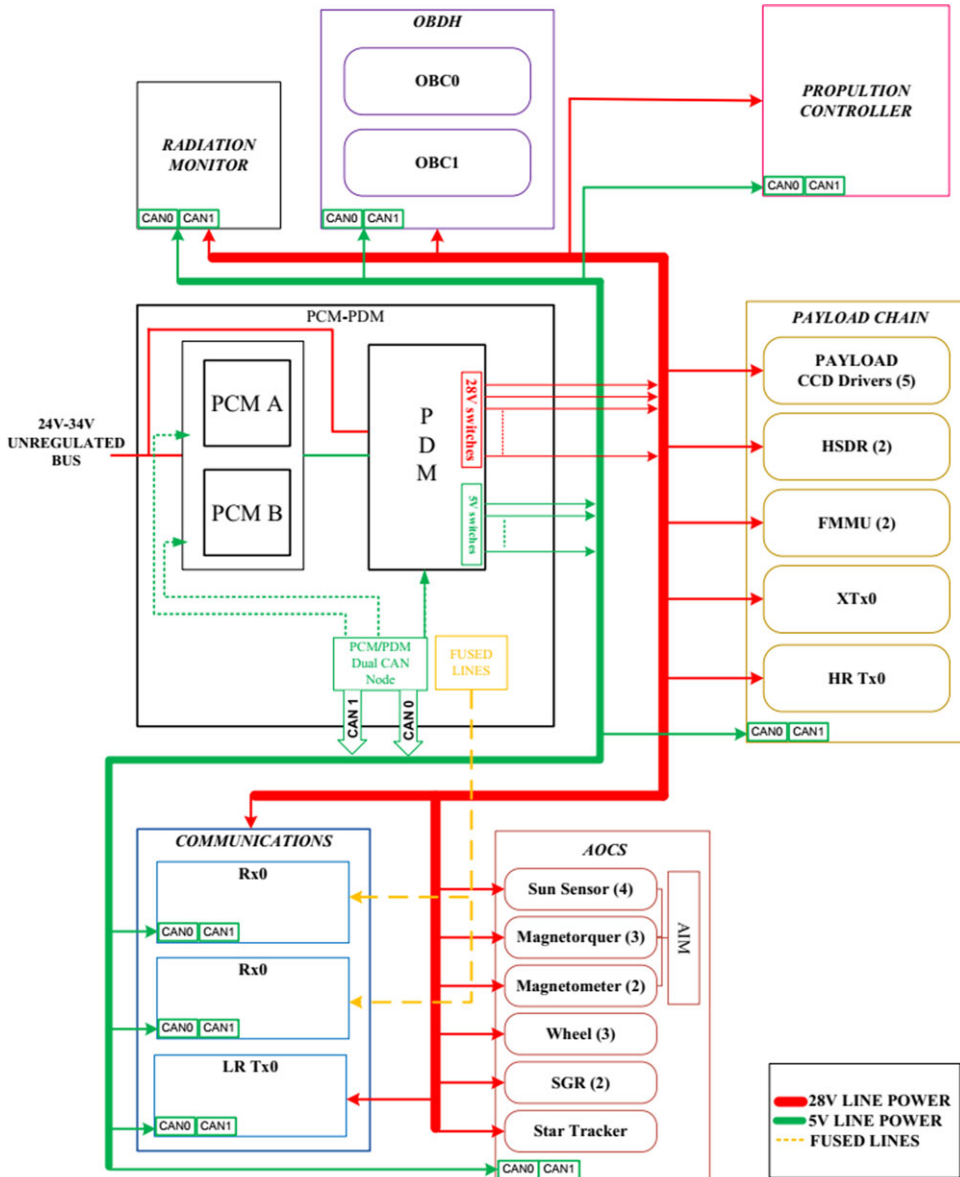 OBDH
OBC0
OBC1
CAN0 CAN1
RADIATION
MONITOR
CAN0 CAN1
PROPULTION
CONTROLLER
CAN0 CAN1
PCM-PDM
PCM A
PCM B
24V-34V
UNREGULATED
BUS
P
D
M
28V switches
5V switches
PCM/PDM
Dual CAN
Node
FUSED
LINES
CAN 1
CAN 0
PAYLOAD CHAIN
PAYLOAD
CCD Drivers (5)
HSDR (2)
FMMU (2)
XTx0
HR Tx0
CAN0 CAN1
COMMUNICATIONS
Rx0
CAN0 CAN1
Rx0
CAN0 CAN1
LR Tx0
CAN0 CAN1
AOCS
Sun Sensor (4)
Magnetorquer (3)
Magnetometer (2)
AIM
Wheel (3)
SGR (2)
Star Tracker
CAN0 CAN1
28V LINE POWER
5V LINE POWER
FUSED LINES